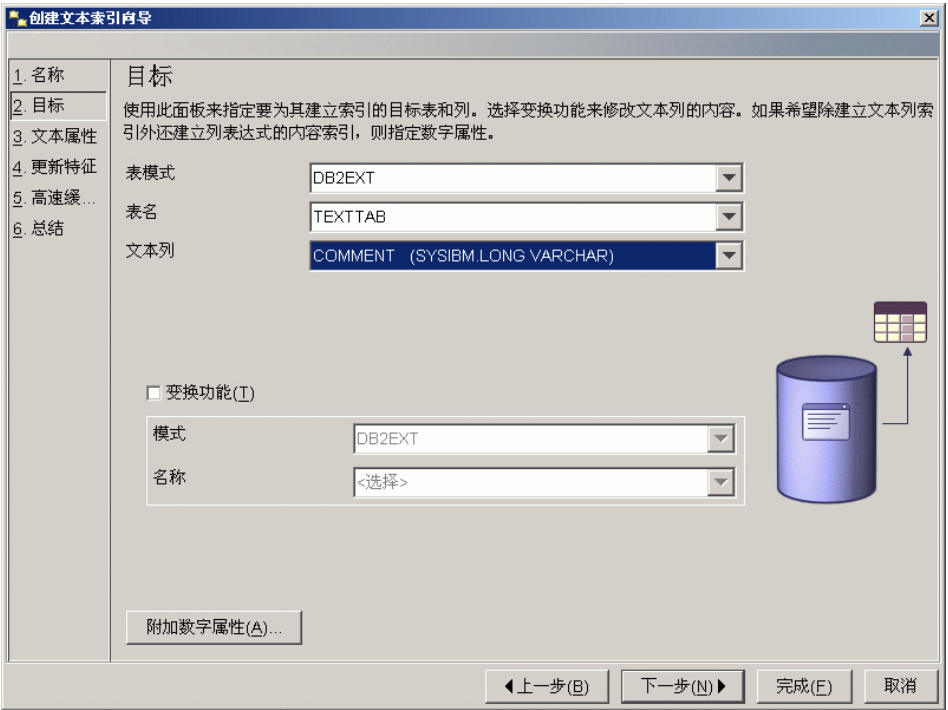 创建文本索引向导
1. 名称
2. 目标
3. 文本属性
4. 更新特征
5. 高速缓...
6. 总结
目标
使用此面板来指定要为其建立索引的目标表和列。选择变换功能来修改文本列的内容。如果希望除建立文本列索
引外还建立列表达式的内容索引，则指定数字属性。
表模式 DB2EXT
表名 TEXTTAB
文本列 COMMENT (SYSIBM.LONG VARCHAR)
变换功能(T)
模式 DB2EXT
名称 <选择>
附加数字属性(A)...
上一步(B) 下一步(N) 完成(F) 取消